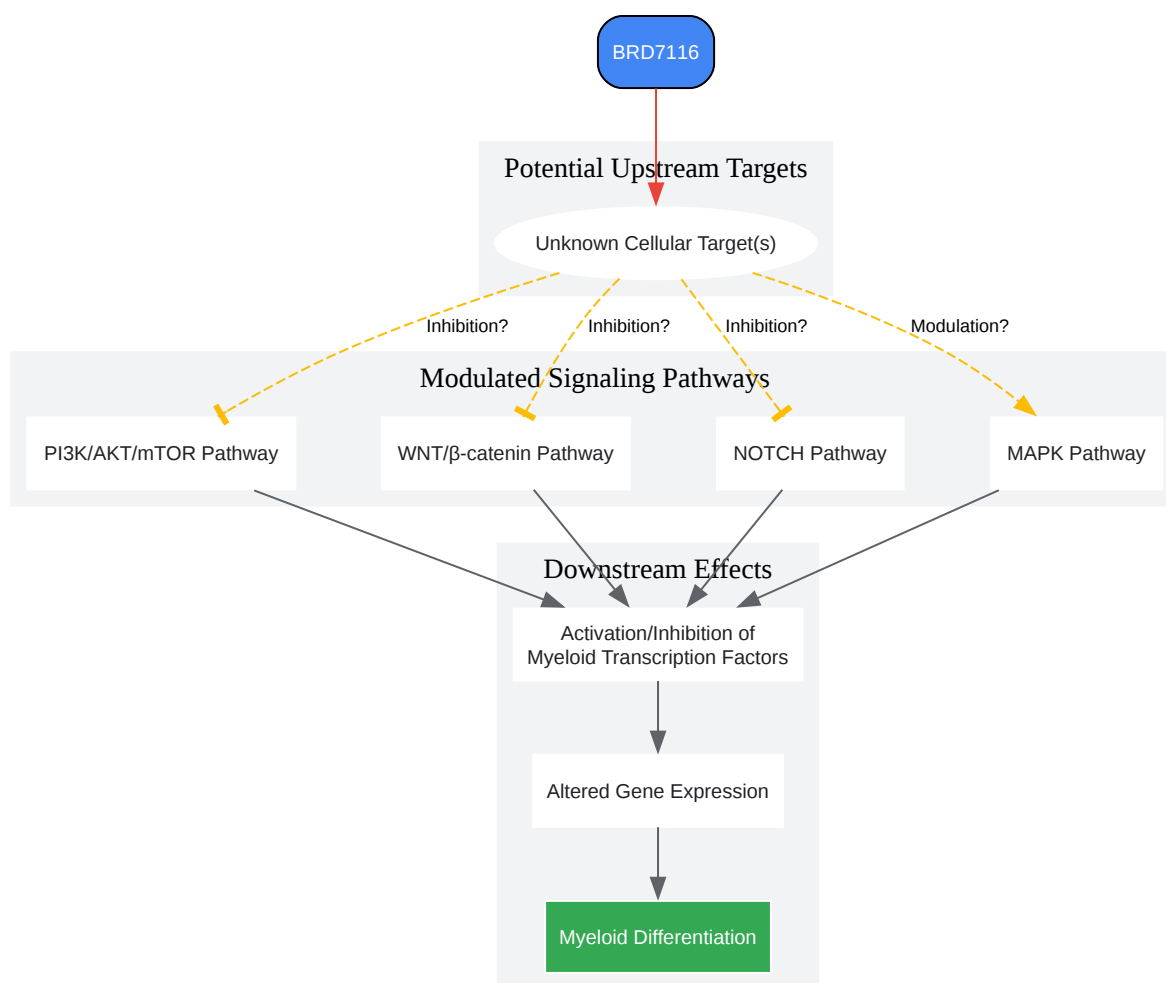 BRD7116
Potential Upstream Targets
Unknown Cellular Target(s)
Inhibition?
Inhibition?
Inhibition?
Modulation?
Modulated Signaling Pathways
PI3K/AKT/mTOR Pathway
WNT/β-catenin Pathway
NOTCH Pathway
MAPK Pathway
Downstream Effects
Activation/Inhibition of
Myeloid Transcription Factors
Altered Gene Expression
Myeloid Differentiation